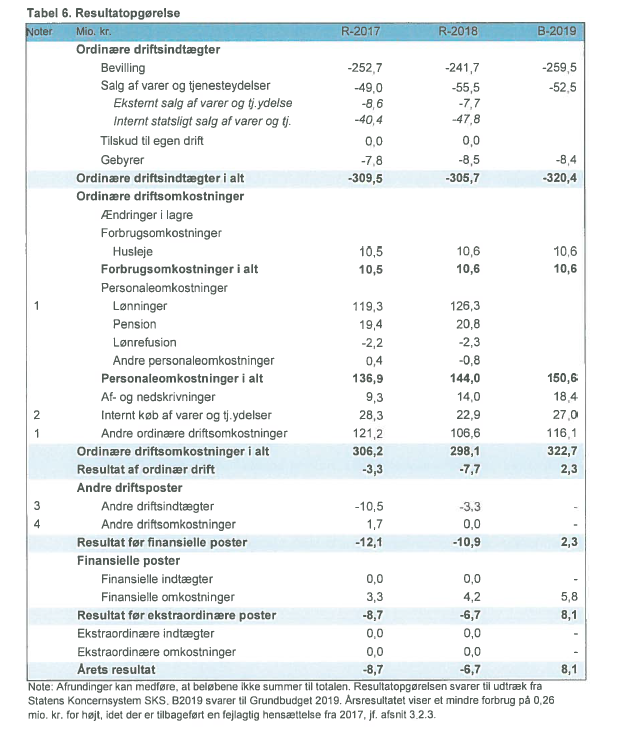 Tabel 6. Resultatopgørelse
Noter Mio. kr. R-2017 R-2018 B-2019
Ordinære driftsindtægter
Bevilling -252,7 -241,7 -259,5
Salg af varer og tjenesteydelser -49,0 -55,5 -52,5
Eksternt salg af varer og tj.ydelse -8,6 -7,7
Internt statsligt salg af varer og tj. -40,4 -47,8
Tilskud til egen drift 0,0 0,0
Gebyrer -7,8 -8,5 -8,4
Ordinære driftsindtægter i alt -309,5 -305,7 -320,4
Ordinære driftsomkostninger
Ændringer i lagre
Forbrugsomkostninger
Husleje 10,5 10,6 10,6
Forbrugsomkostninger i alt 10,5 10,6 10,6
Personaleomkostninger
1 Lønninger 119,3 126,3
Pension 19,4 20,8
Lønrefusion -2,2 -2,3
Andre personaleomkostninger 0,4 -0,8
Personaleomkostninger i alt 136,9 144,0 150,6
Af- og nedskrivninger 9,3 14,0 18,4
2 Internt køb af varer og tj.ydelser 28,3 22,9 27,0
1 Andre ordinære driftsomkostninger 121,2 106,6 116,1
Ordinære driftsomkostninger i alt 306,2 298,1 322,7
Resultat af ordinær drift -3,3 -7,7 2,3
Andre driftsposter
3 Andre driftsindtægter -10,5 -3,3 -
4 Andre driftsomkostninger 1,7 0,0 -
Resultat før finansielle poster -12,1 -10,9 2,3
Finansielle poster
Finansielle indtægter 0,0 0,0 -
Finansielle omkostninger 3,3 4,2 5,8
Resultat før ekstraordinære poster -8,7 -6,7 8,1
Ekstraordinære indtægter 0,0 0,0 -
Ekstraordinære omkostninger 0,0 0,0 -
Årets resultat -8,7 -6,7 8,1
Note: Afrundinger kan medføre, at beløbene ikke summer til totalen. Resultatopgørelsen svarer til udtræk fra
Statens Koncernsystem SKS, B2019 svarer til Grundbudget 2019. Årsresultatet viser et mindre forbrug på 0,26
mio. kr. for højt, idet der er tilbageført en fejlagtig hensættelse fra 2017, jf. afsnit 3.2.3.